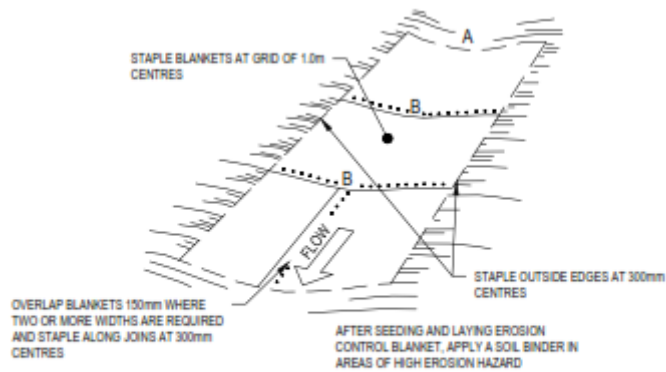 A
STAPLE BLANKETS AT GRID OF 1.0m
CENTRES
B
B
FLOW
STAPLE OUTSIDE EDGES AT 300mm
CENTRES
OVERLAP BLANKETS 150mm WHERE
TWO OR MORE WIDTHS ARE REQUIRED
AND STAPLE ALONG JOINS AT 300mm
CENTRES
AFTER SEEDING AND LAYING EROSION
CONTROL BLANKET, APPLY A SOIL BINDER IN
AREAS OF HIGH EROSION HAZARD